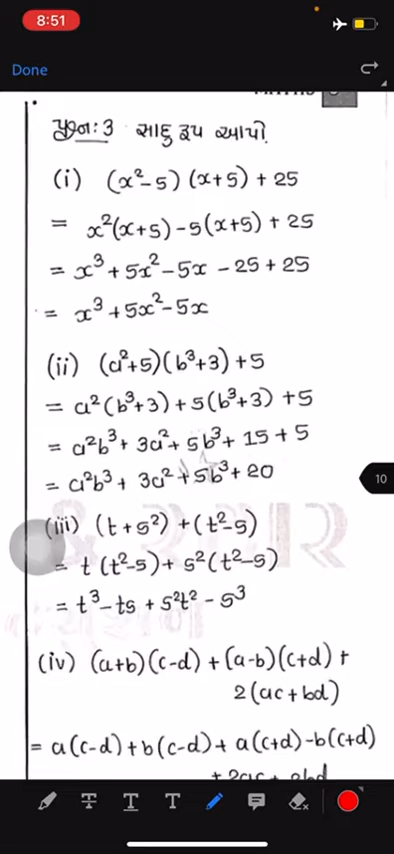 8:51
Done
પ્રશ્ન: 3 સાદુ રૂપ આપો.
(i) (x²-5) (x+5) + 25
= x²(x+5) - 5(x+5) + 25
= x³ + 5x² - 5x - 25 + 25
= x³ + 5x² - 5x
(ii) (a²+5)(b³+3) + 5
= a²(b³+3) + 5(b³+3) + 5
= a²b³ + 3a² + 5b³ + 15 + 5
= a²b³ + 3a² + 5b³ + 20
10
(iii) (t+s²) + (t²-s)
= t(t²-s) + s²(t²-s)
= t³ - ts + s²t² - s³
(iv) (a+b)(c-d) + (a-b)(c+d) +
2(ac+bd)
= a(c-d) + b(c-d) + a(c+d) - b(c+d)
+ 2ac + 2bd
T T T